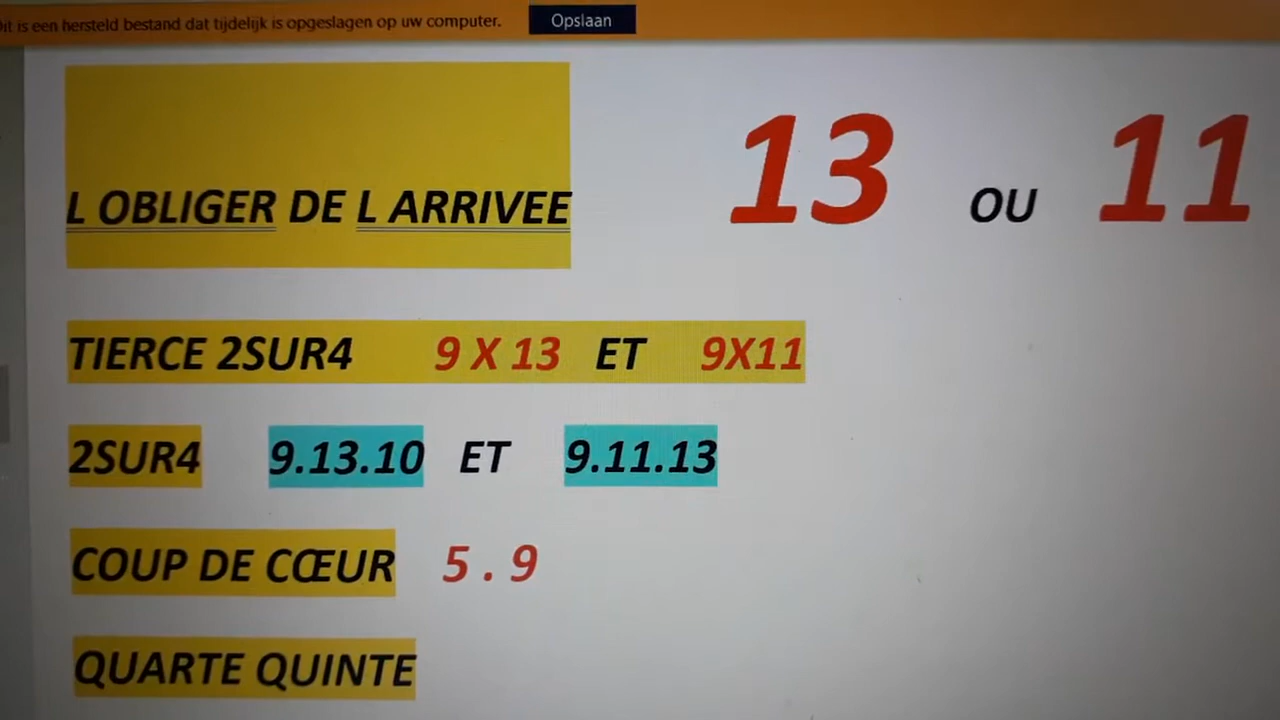 Dit is een hersteld bestand dat tijdelijk is opgeslagen op uw computer. Opslaan
L OBLIGER DE L ARRIVEE 13 OU 11
TIERCE 2SUR4 9 X 13 ET 9X11
2SUR4 9.13.10 ET 9.11.13
COUP DE CŒUR 5 . 9
QUARTE QUINTE